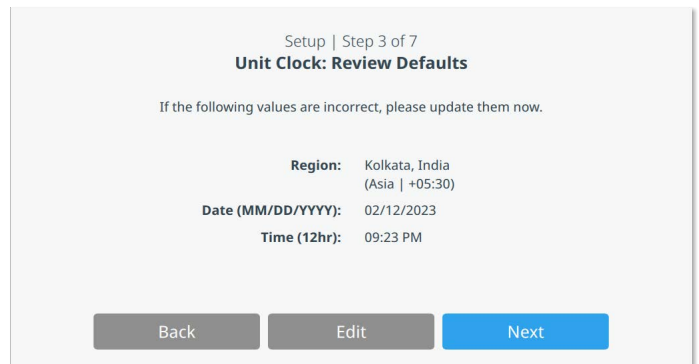 Setup | Step 3 of 7
Unit Clock: Review Defaults
If the following values are incorrect, please update them now.
Region: Kolkata, India
(Asia | +05:30)
Date (MM/DD/YYYY): 02/12/2023
Time (12hr): 09:23 PM
Back Edit Next